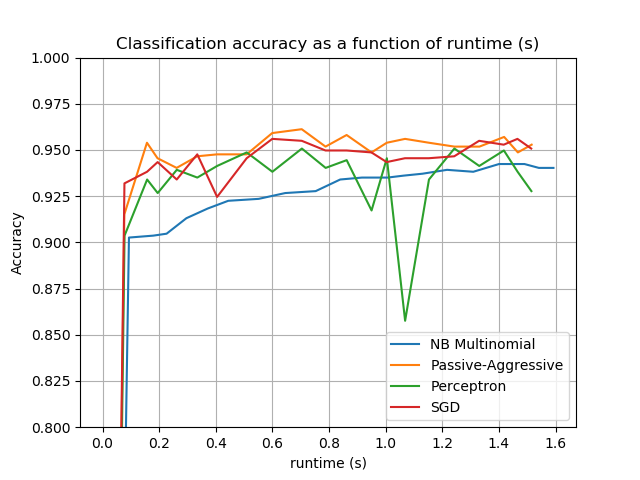 Classification accuracy as a function of runtime (s)
1.000
0.975
0.950
0.925
0.900
0.875
0.850
0.825
0.800
Accuracy
NB Multinomial
Passive-Aggressive
Perceptron
SGD
0.0 0.2 0.4 0.6 0.8 1.0 1.2 1.4 1.6
runtime (s)